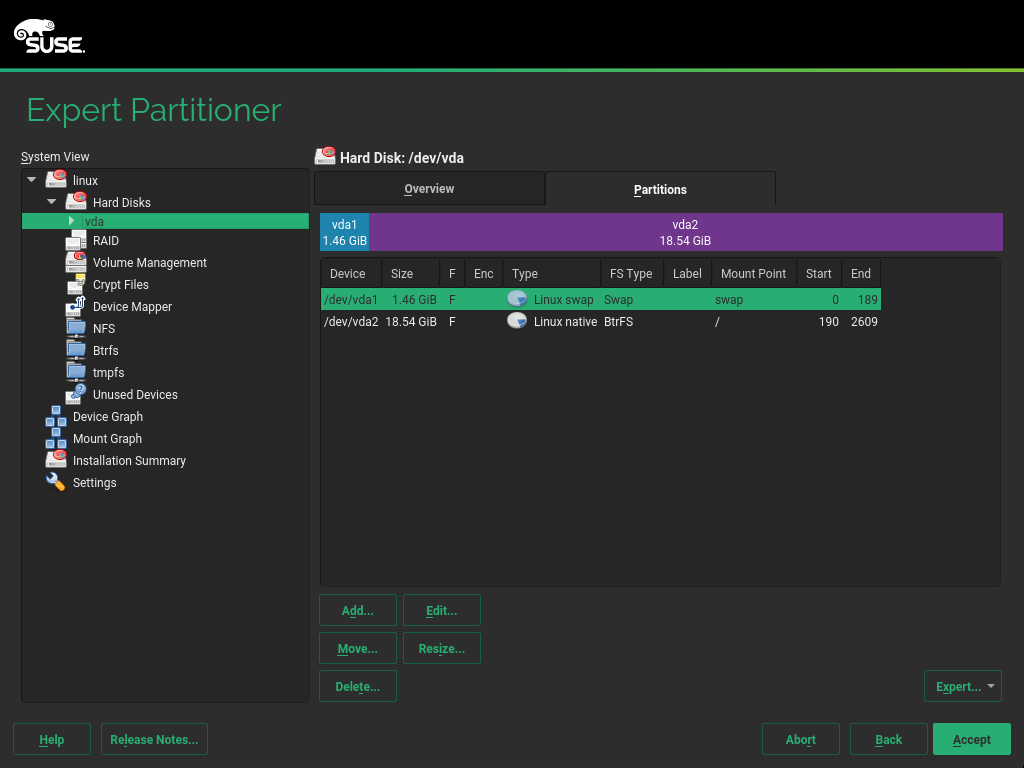 SUSE.
Expert Partitioner
System View
linux
Hard Disks
vda
RAID
Volume Management
Crypt Files
Device Mapper
NFS
Btrfs
tmpfs
Unused Devices
Device Graph
Mount Graph
Installation Summary
Settings
Hard Disk: /dev/vda
Overview Partitions
vda1 vda2
1.46 GiB 18.54 GiB
Device Size F Enc Type FS Type Label Mount Point Start End
/dev/vda1 1.46 GiB F Linux swap Swap swap 0 189
/dev/vda2 18.54 GiB F Linux native BtrFS / 190 2609
Add... Edit...
Move... Resize...
Delete... Expert...
Help Release Notes... Abort Back Accept